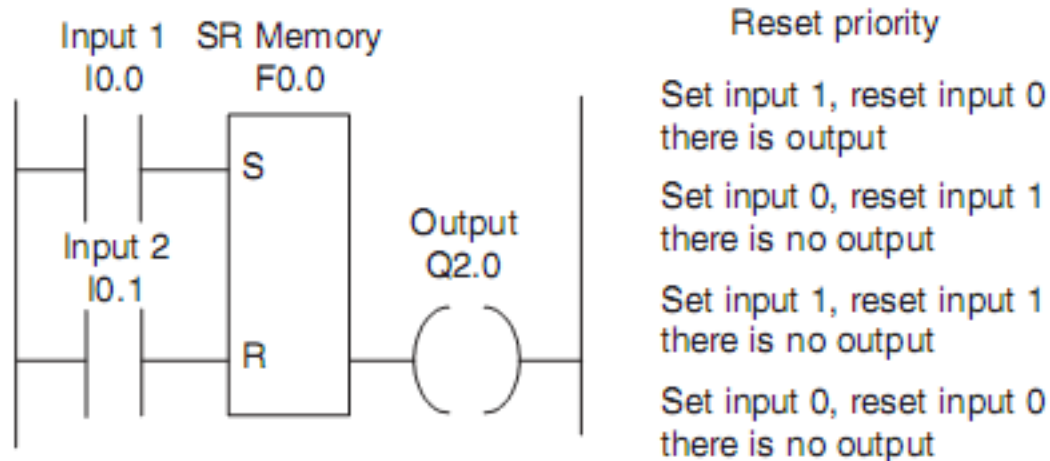 Input 1 SR Memory
I0.0 F0.0
S
Input 2
I0.1
R
Output
Q2.0
Reset priority
Set input 1, reset input 0
there is output
Set input 0, reset input 1
there is no output
Set input 1, reset input 1
there is no output
Set input 0, reset input 0
there is no output